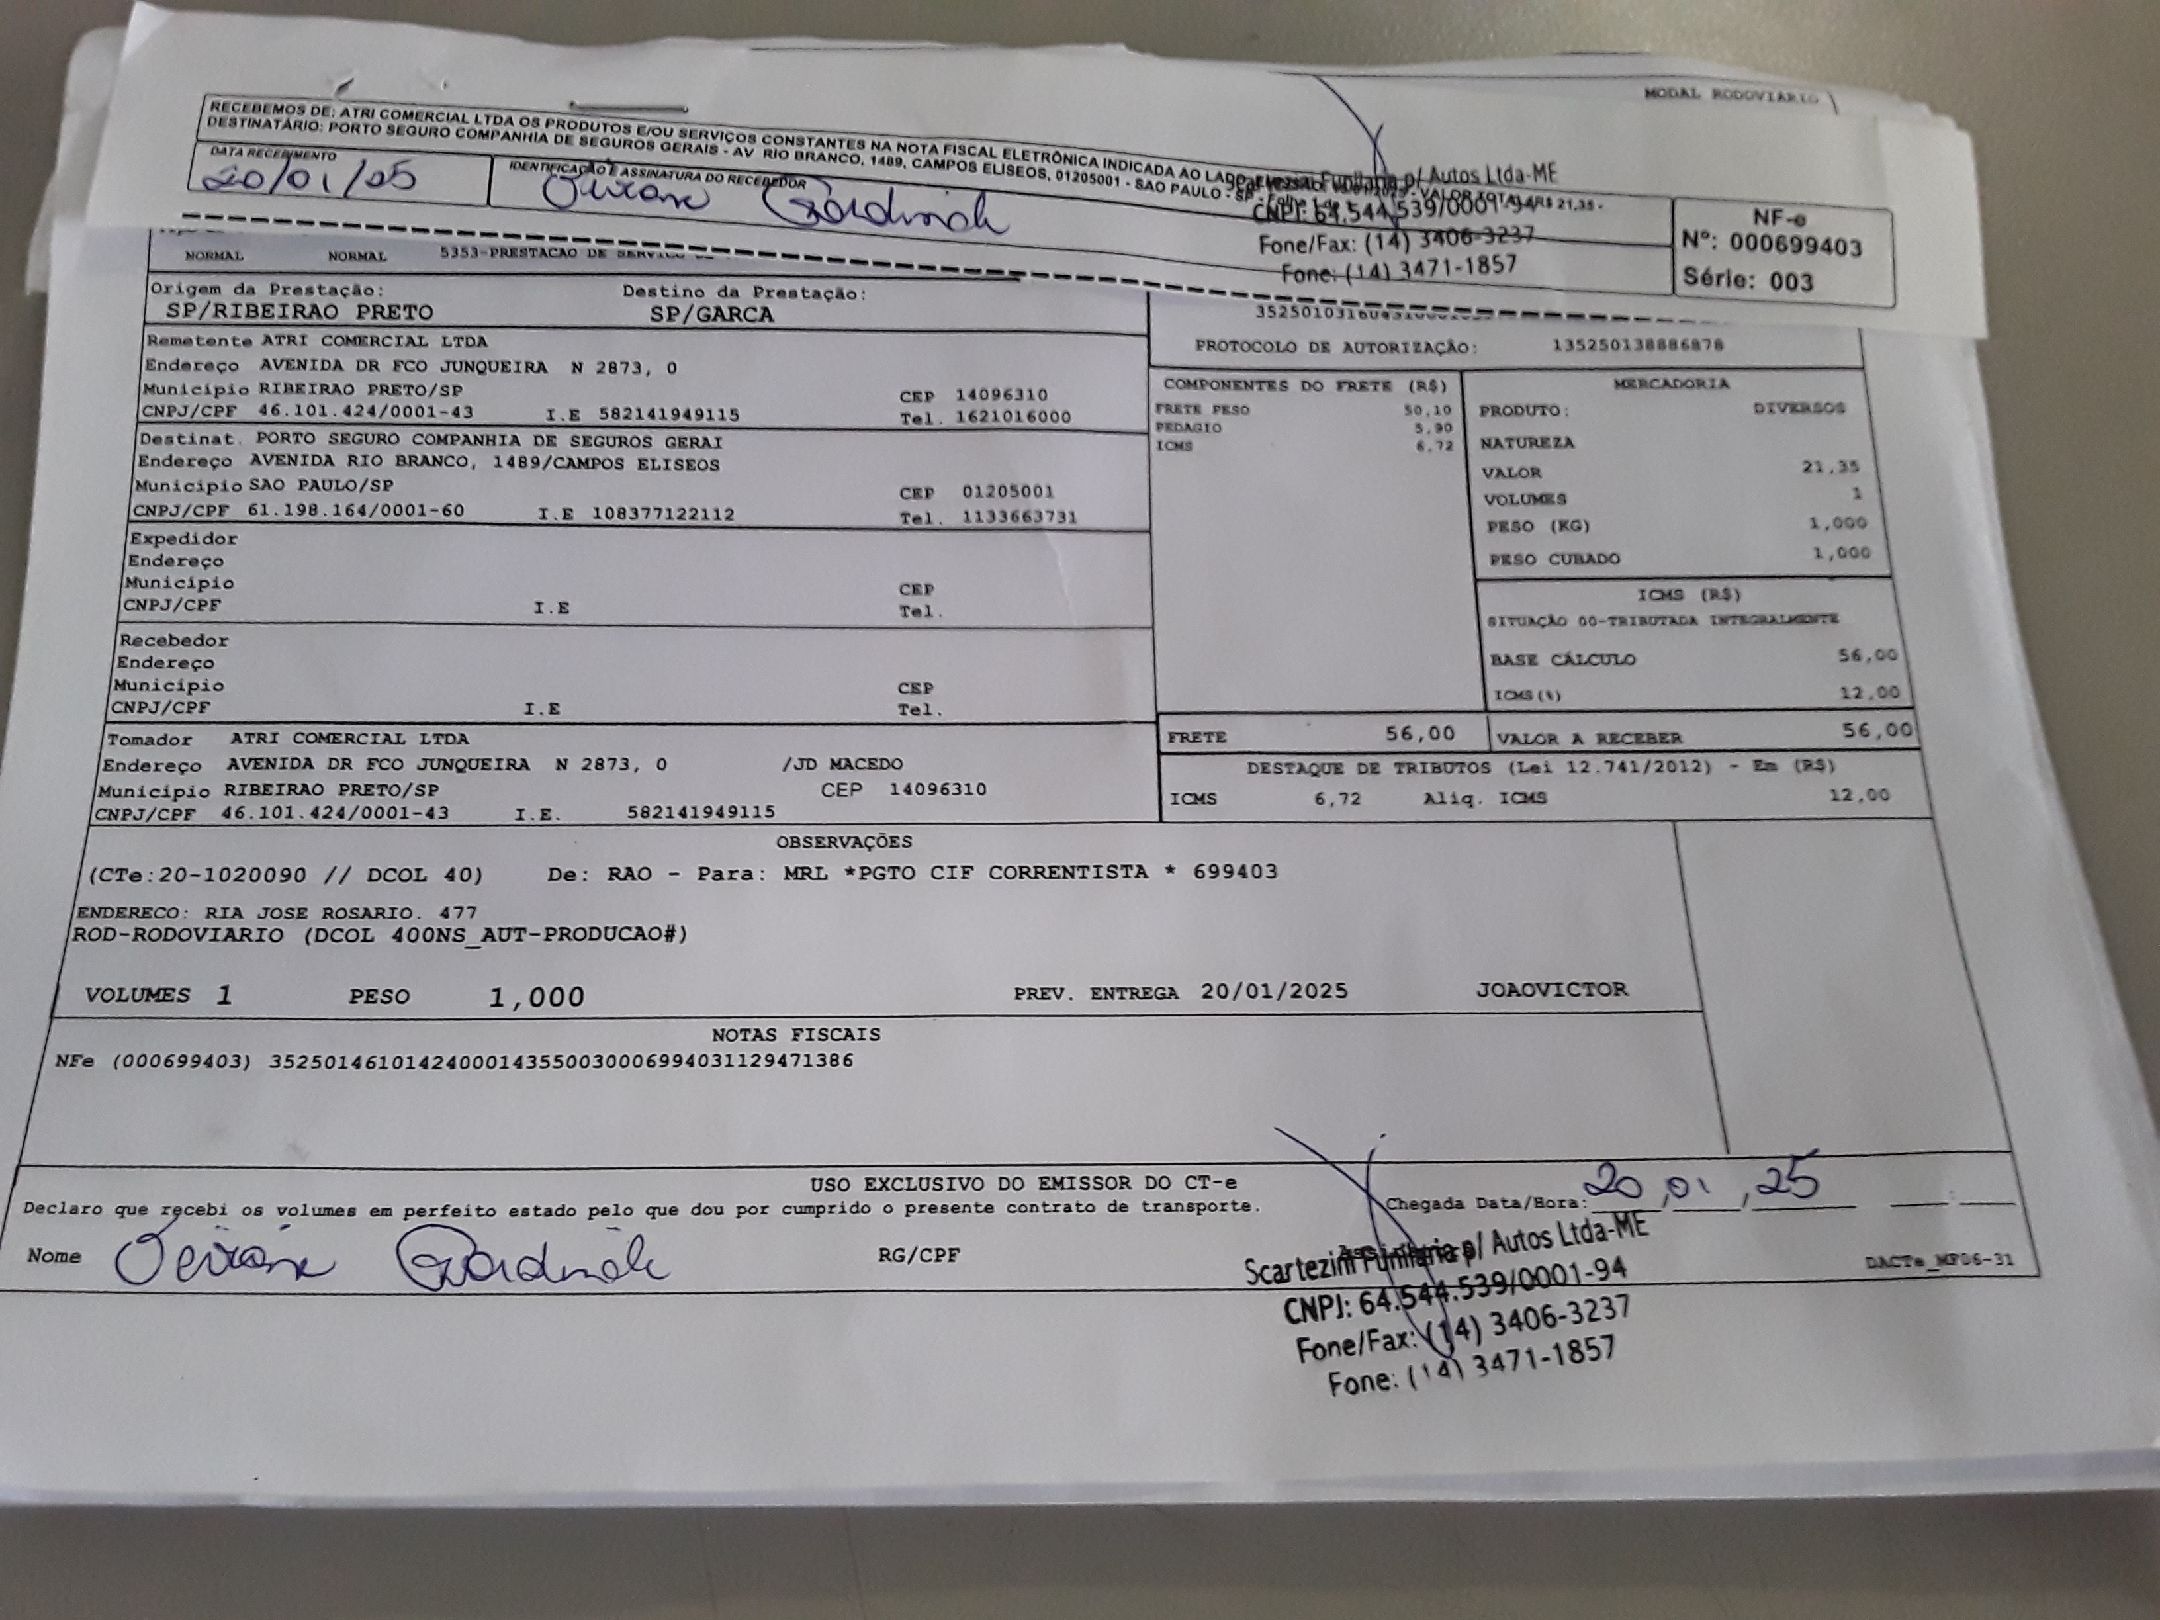 MODAL RODOVIARIO
RECEBEMOS DE: ATRI COMERCIAL LTDA OS PRODUTOS E/OU SERVIÇOS CONSTANTES NA NOTA FISCAL ELETRÔNICA INDICADA AO LADO
DESTINATÁRIO: PORTO SEGURO COMPANHIA DE SEGUROS GERAIS - AV RIO BRANCO, 1489, CAMPOS ELISEOS, 01205001 - SAO PAULO - SP
VALOR TOTAL: R$ 21,35 -
DATA RECEBIMENTO
20/01/25
IDENTIFICAÇÃO E ASSINATURA DO RECEBEDOR
Funilaria p/ Autos Ltda-ME
CNPJ: 64.544.539/0001-94
Fone/Fax: (14) 3406-3237
Fone: (14) 3471-1857
NF-e
Nº: 000699403
Série: 003
NORMAL NORMAL 5353-PRESTACAO DE
Origem da Prestação: Destino da Prestação:
SP/RIBEIRAO PRETO SP/GARCA
PROTOCOLO DE AUTORIZAÇÃO: 135250138886878
Remetente ATRI COMERCIAL LTDA
Endereço AVENIDA DR FCO JUNQUEIRA N 2873, 0
Município RIBEIRAO PRETO/SP CEP 14096310
CNPJ/CPF 46.101.424/0001-43 I.E 582141949115 Tel. 1621016000
Destinat. PORTO SEGURO COMPANHIA DE SEGUROS GERAI
Endereço AVENIDA RIO BRANCO, 1489/CAMPOS ELISEOS
Município SAO PAULO/SP CEP 01205001
CNPJ/CPF 61.198.164/0001-60 I.E 108377122112 Tel. 1133663731
Expedidor
Endereço
Município CEP
CNPJ/CPF I.E Tel.
Recebedor
Endereço
Município CEP
CNPJ/CPF I.E Tel.
Tomador ATRI COMERCIAL LTDA
Endereço AVENIDA DR FCO JUNQUEIRA N 2873, 0 /JD MACEDO
Município RIBEIRAO PRETO/SP CEP 14096310
CNPJ/CPF 46.101.424/0001-43 I.E. 582141949115
COMPONENTES DO FRETE (R$)
FRETE PESO 50,10
PEDAGIO 5,90
ICMS 6,72
MERCADORIA
PRODUTO: DIVERSOS
NATUREZA
VALOR 21,35
VOLUMES 1
PESO (KG) 1,000
PESO CUBADO 1,000
ICMS (R$)
SITUAÇÃO 00-TRIBUTADA INTEGRALMENTE
BASE CÁLCULO 56,00
ICMS(%) 12,00
FRETE 56,00 VALOR A RECEBER 56,00
DESTAQUE DE TRIBUTOS (Lei 12.741/2012) - Em (R$)
ICMS 6,72 Aliq. ICMS 12,00
OBSERVAÇÕES
(CTe:20-1020090 // DCOL 40) De: RAO - Para: MRL *PGTO CIF CORRENTISTA * 699403
ENDERECO: RIA JOSE ROSARIO. 477
ROD-RODOVIARIO (DCOL 400NS_AUT-PRODUCAO#)
VOLUMES 1 PESO 1,000 PREV. ENTREGA 20/01/2025 JOAOVICTOR
NOTAS FISCAIS
NFe (000699403) 35250146101424000143550030006994031129471386
USO EXCLUSIVO DO EMISSOR DO CT-e
Declaro que recebi os volumes em perfeito estado pelo que dou por cumprido o presente contrato de transporte.
Chegada Data/Hora: 20,01,25
Nome RG/CPF
DACTe_MP06-31
Scartezini Funilaria p/ Autos Ltda-ME
CNPJ: 64.544.539/0001-94
Fone/Fax: (14) 3406-3237
Fone: (14) 3471-1857